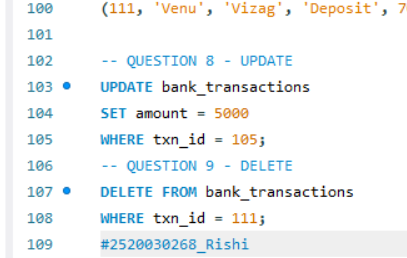 100 (111, 'Venu', 'Vizag', 'Deposit', 7
101
102 -- QUESTION 8 - UPDATE
103 UPDATE bank_transactions
104 SET amount = 5000
105 WHERE txn_id = 105;
106 -- QUESTION 9 - DELETE
107 DELETE FROM bank_transactions
108 WHERE txn_id = 111;
109 #2520030268_Rishi